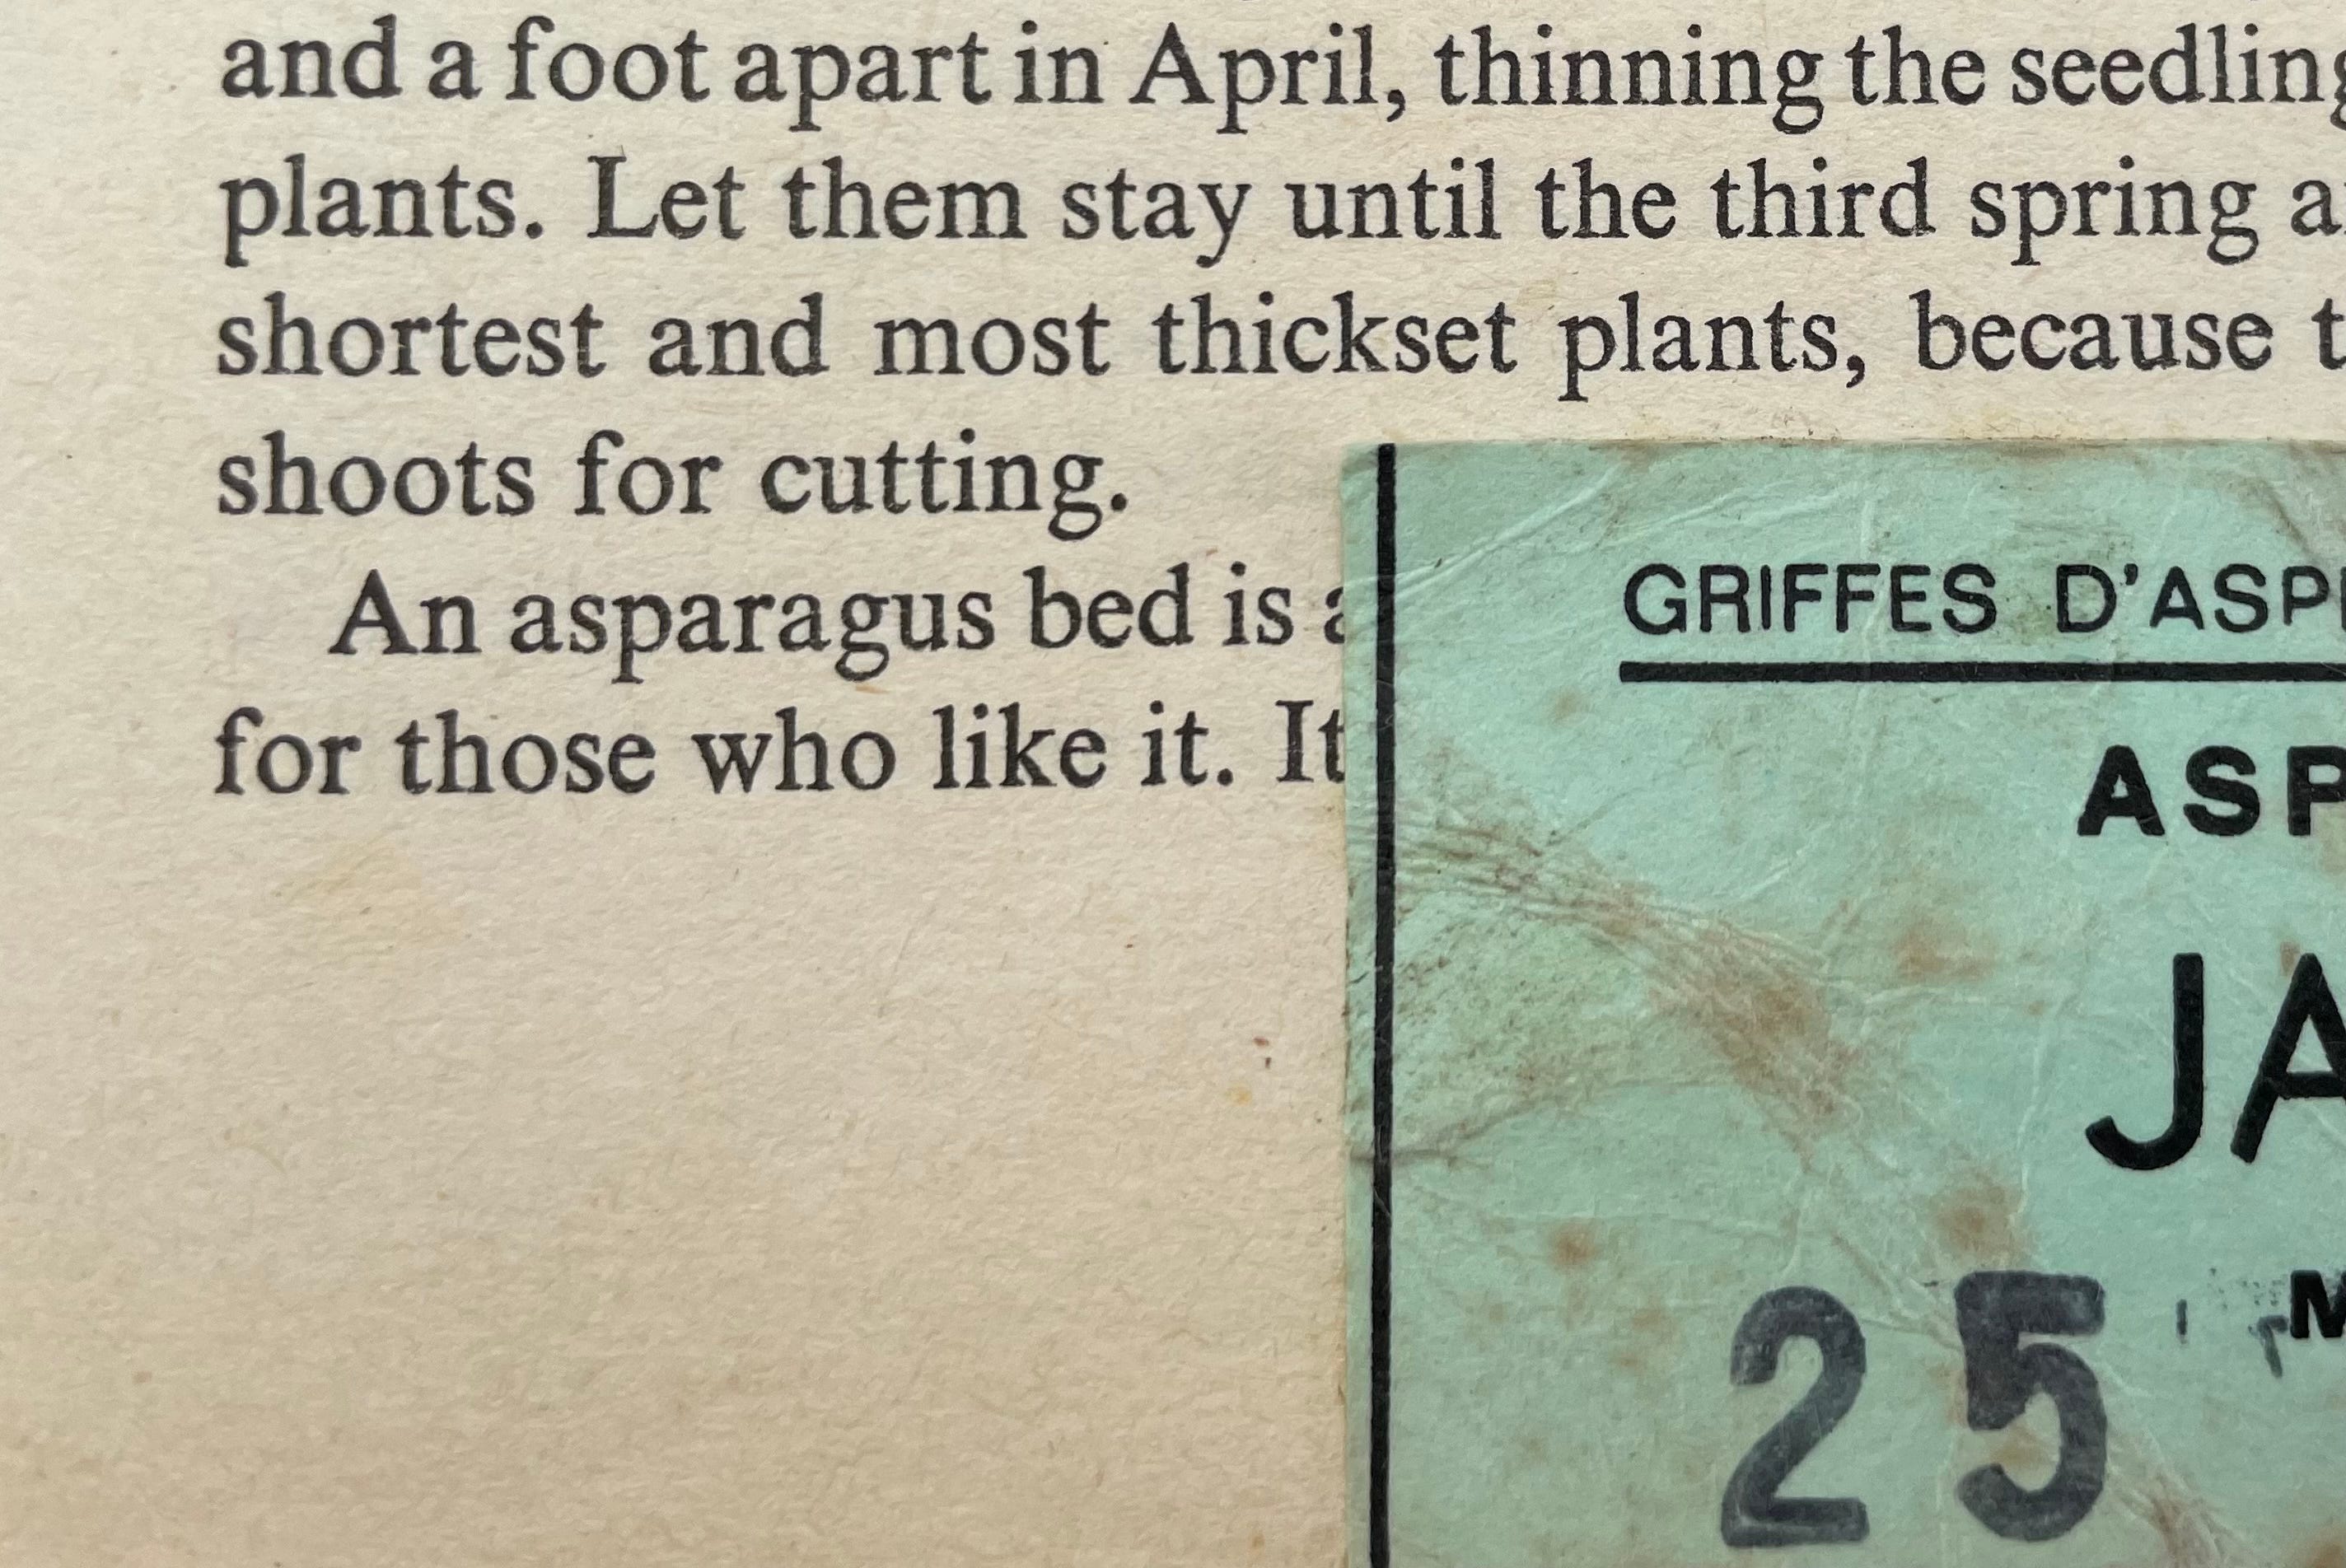 and a foot apart in April, thinning the seedling
plants. Let them stay until the third spring
shortest and most thickset plants, because
shoots for cutting.
An asparagus bed is
for those who like it. It
GRIFFES D'ASP
ASP
JA
25